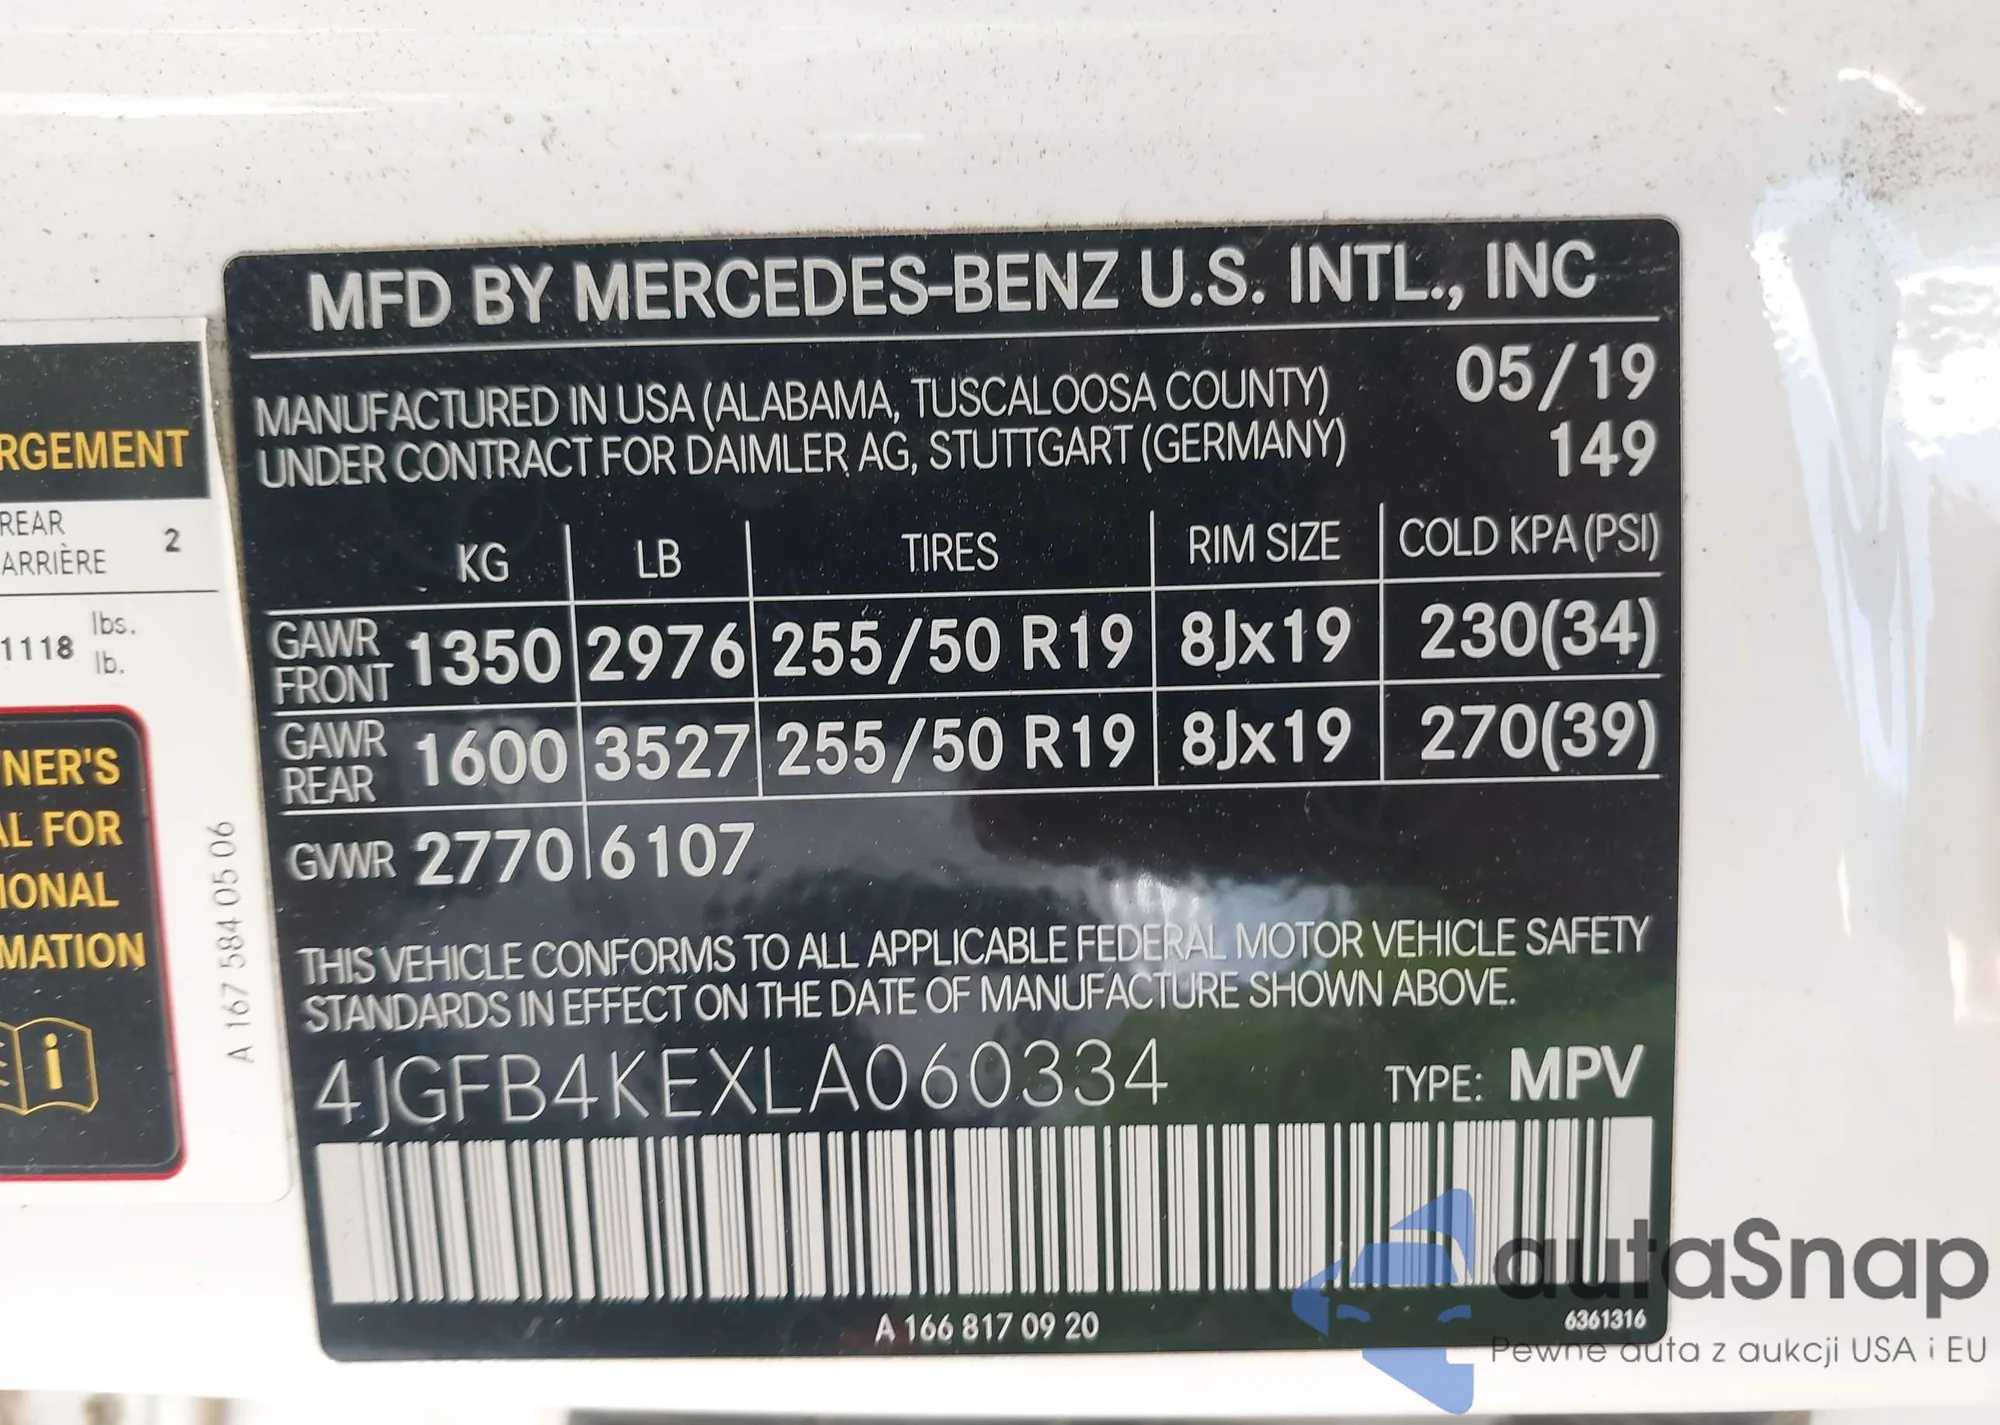 MFD BY MERCEDES-BENZ U.S. INTL., INC
MANUFACTURED IN USA (ALABAMA, TUSCALOOSA COUNTY) 05/19
UNDER CONTRACT FOR DAIMLER AG, STUTTGART (GERMANY) 149
KG LB TIRES RIM SIZE COLD KPA (PSI)
GAWR FRONT 1350 2976 255/50 R19 8Jx19 230(34)
GAWR REAR 1600 3527 255/50 R19 8Jx19 270(39)
GVWR 2770 6107
THIS VEHICLE CONFORMS TO ALL APPLICABLE FEDERAL MOTOR VEHICLE SAFETY
STANDARDS IN EFFECT ON THE DATE OF MANUFACTURE SHOWN ABOVE.
4JGFB4KEXLA060334 TYPE: MPV
A 166 817 09 20 6361316
RGEMENT
REAR
ARRIÈRE 2
1118 lbs.
lb.
NER'S
AL FOR
IONAL
MATION
A 167 584 05 06
autaSnap
Pewne auta z aukcji USA i EU